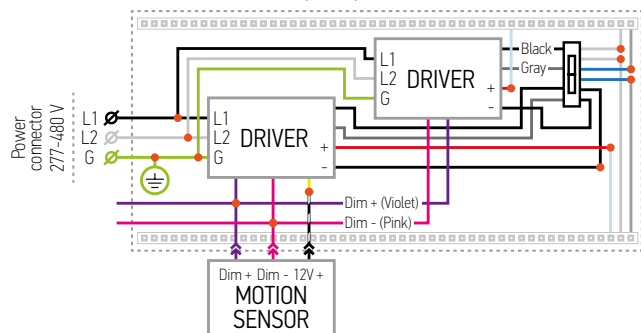 Power
connector
277-480 V
L1
L2
G
L1
L2
G
DRIVER
+
-
L1
L2
G
DRIVER
+
-
Black
Gray
Dim + (Violet)
Dim - (Pink)
Dim + Dim - 12V +
MOTION
SENSOR